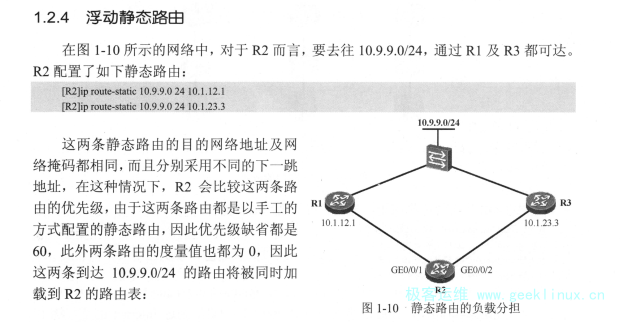 1.2.4 浮动静态路由
在图 1-10 所示的网络中，对于 R2 而言，要去往 10.9.9.0/24，通过 R1 及 R3 都可达。
R2 配置了如下静态路由：
[R2]ip route-static 10.9.9.0 24 10.1.12.1
[R2]ip route-static 10.9.9.0 24 10.1.23.3
这两条静态路由的目的网络地址及网
络掩码都相同，而且分别采用不同的下一跳
地址，在这种情况下，R2 会比较这两条路
由的优先级，由于这两条路由都是以手工的
方式配置的静态路由，因此优先级缺省都是
60，此外两条路由的度量值也都为 0，因此
这两条到达 10.9.9.0/24 的路由将被同时加
载到 R2 的路由表：
10.9.9.0/24
R1
R3
10.1.12.1
10.1.23.3
GE0/0/1
GE0/0/2
R2
极客运维 www.geeklinux.cn
图 1-10 静态路由的负载分担